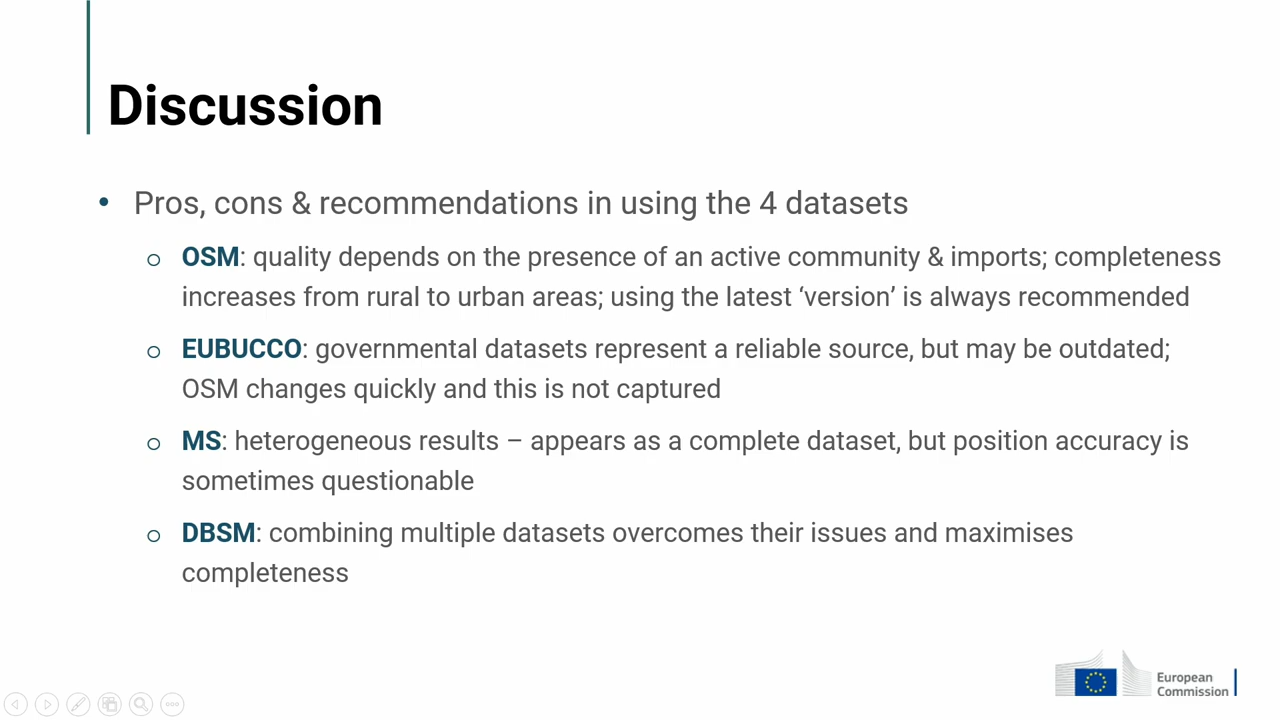 Discussion
• Pros, cons & recommendations in using the 4 datasets
o OSM: quality depends on the presence of an active community & imports; completeness
increases from rural to urban areas; using the latest ‘version’ is always recommended
o EUBUCCO: governmental datasets represent a reliable source, but may be outdated;
OSM changes quickly and this is not captured
o MS: heterogeneous results – appears as a complete dataset, but position accuracy is
sometimes questionable
o DBSM: combining multiple datasets overcomes their issues and maximises
completeness
European
Commission